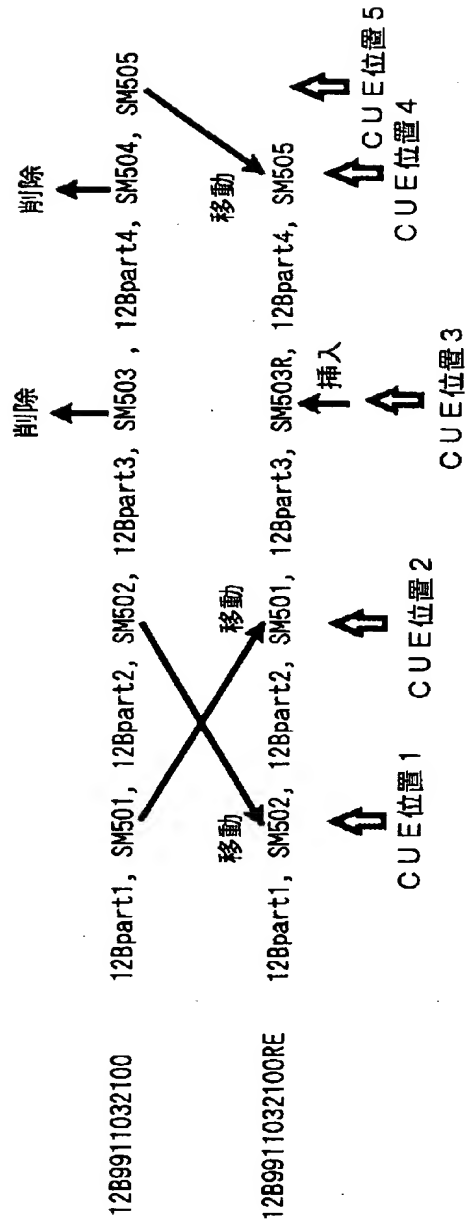 削除 削除
12B9911032100 12Bpart1, SM501, 12Bpart2, SM502, 12Bpart3, SM503 , 12Bpart4, SM504, SM505
移動 移動 移動
12B9911032100RE 12Bpart1, SM502, 12Bpart2, SM501, 12Bpart3, SM503R, 12Bpart4, SM505
挿入
CUE位置1 CUE位置2 CUE位置3 CUE位置4 CUE位置5